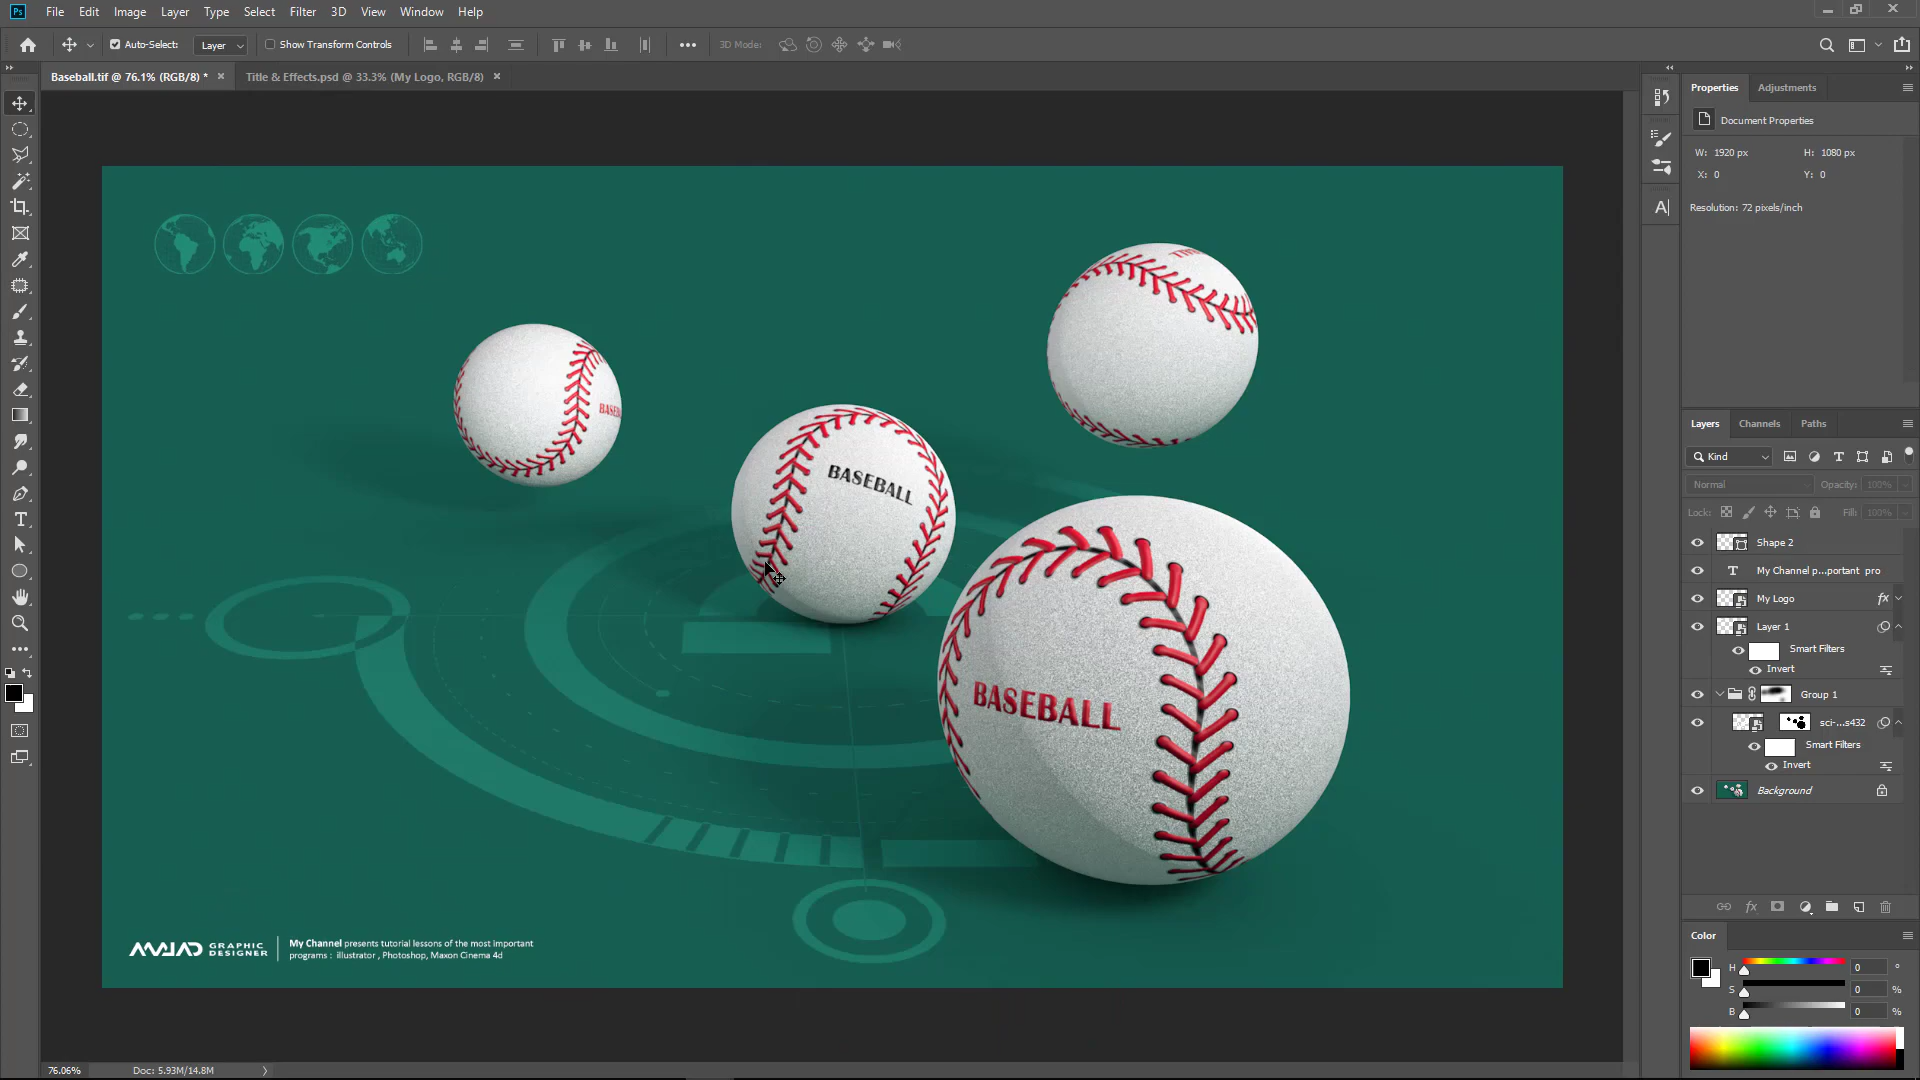 Ps File Edit Image Layer Type Select Filter 3D View Window Help
Auto-Select: Layer Show Transform Controls 3D Mode:
Baseball.tif @ 76.1% (RGB/8) * × Title & Effects.psd @ 33.3% (My Logo, RGB/8) ×
Properties Adjustments
Document Properties
W: 1920 px H: 1080 px
X: 0 Y: 0
Resolution: 72 pixels/inch
BASEBALL
BASEBALL
AMJAD GRAPHIC DESIGNER
My Channel presents tutorial lessons of the most important
programs : illustrator , Photoshop, Maxon Cinema 4d
Layers Channels Paths
Kind
Normal Opacity: 100%
Lock: Fill: 100%
Shape 2
T My Channel p...portant pro
My Logo fx
Layer 1
Smart Filters
Invert
Group 1
sci-...s432
Smart Filters
Invert
Background
fx
Color
H 0 °
S 0 %
B 0 %
76.06% Doc: 5.93M/14.8M